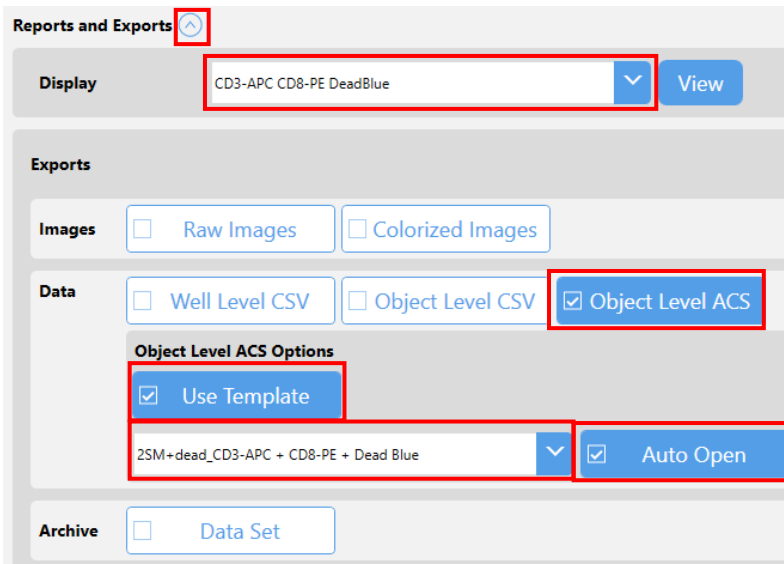 Reports and Exports
Display CD3-APC CD8-PE DeadBlue View
Exports
Images Raw Images Colorized Images
Data Well Level CSV Object Level CSV Object Level ACS
Object Level ACS Options
Use Template
2SM+dead_CD3-APC + CD8-PE + Dead Blue Auto Open
Archive Data Set